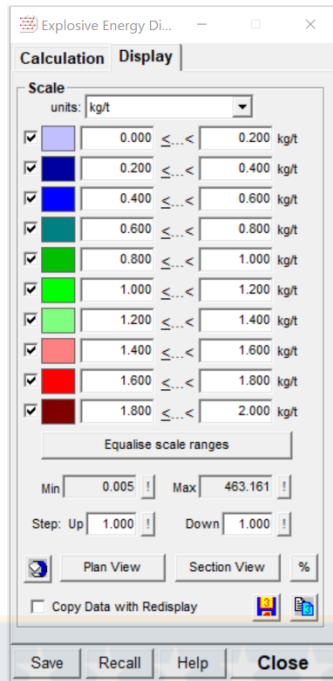 Explosive Energy Di...
Calculation Display
Scale
units: kg/t
0.000 <...< 0.200 kg/t
0.200 <...< 0.400 kg/t
0.400 <...< 0.600 kg/t
0.600 <...< 0.800 kg/t
0.800 <...< 1.000 kg/t
1.000 <...< 1.200 kg/t
1.200 <...< 1.400 kg/t
1.400 <...< 1.600 kg/t
1.600 <...< 1.800 kg/t
1.800 <...< 2.000 kg/t
Equalise scale ranges
Min 0.005 ! Max 463.161 !
Step: Up 1.000 ! Down 1.000 !
Plan View Section View %
Copy Data with Redisplay
Save Recall Help Close